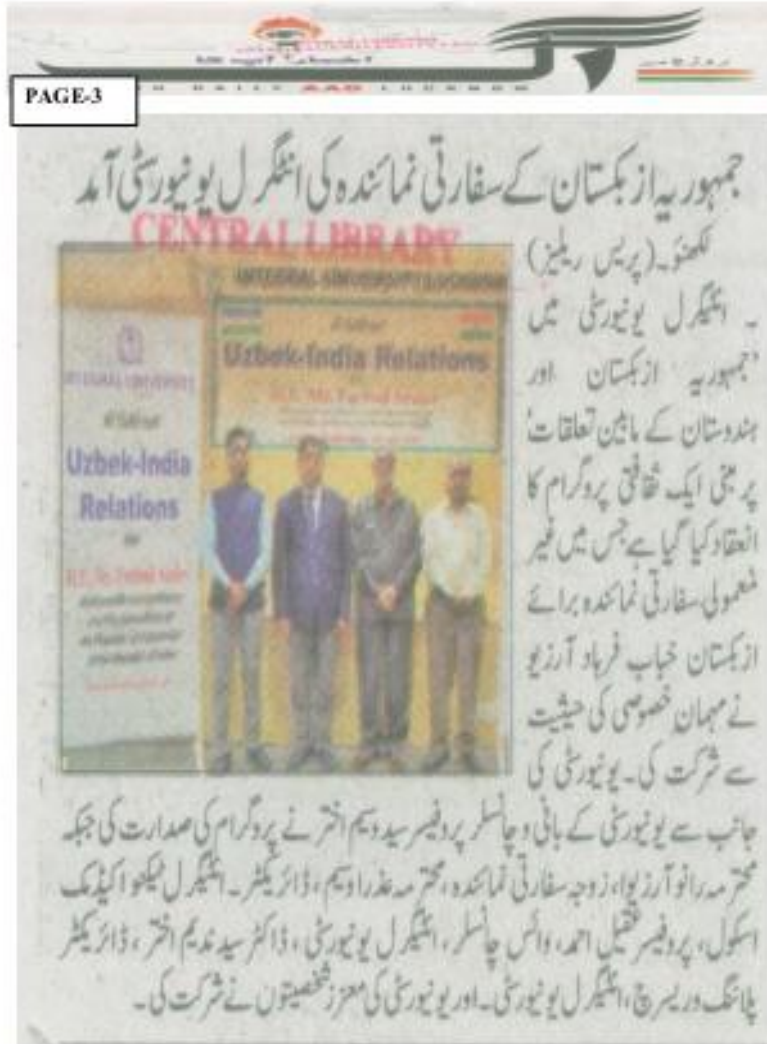 PAGE-3
جمہوریہ ازبکستان کے سفارتی نمائندہ کی انٹگرل یونیورسٹی آمد
CENTRAL LIBRARY
لکھنؤ۔(پریس ریلیز)
۔ انٹیگرل یونیورسٹی میں
'جمہوریہ ازبکستان اور
ہندوستان کے مابین تعلقات'
پر مبنی ایک ثقافتی پروگرام کا
انعقاد کیا گیا ہے جس میں غیر
معمولی سفارتی نمائندہ برائے
ازبکستان جناب فرہاد آرزیو
نے مہمان خصوصی کی حیثیت
سے شرکت کی۔ یونیورسٹی کی
جانب سے یونیورسٹی کے بانی و چانسلر پروفیسر سید وسیم اختر نے پروگرام کی صدارت کی جبکہ
محترمہ رانو آرزیوا، زوجہ سفارتی نمائندہ، محترمہ عذرا وسیم، ڈائریکٹر۔ انٹیگرل ٹیکنو اکیڈمک
اسکول، پروفیسر عقیل احمد، وائس چانسلر، انٹیگرل یونیورسٹی، ڈاکٹر سید ندیم اختر، ڈائریکٹر
پلاننگ و ریسرچ، انٹیگرل یونیورسٹی۔ اور یونیورسٹی کی معزز شخصیتوں نے شرکت کی۔
INTEGRAL UNIVERSITY
Uzbek-India Relations
INTEGRAL UNIVERSITY
Uzbek-India
Relations